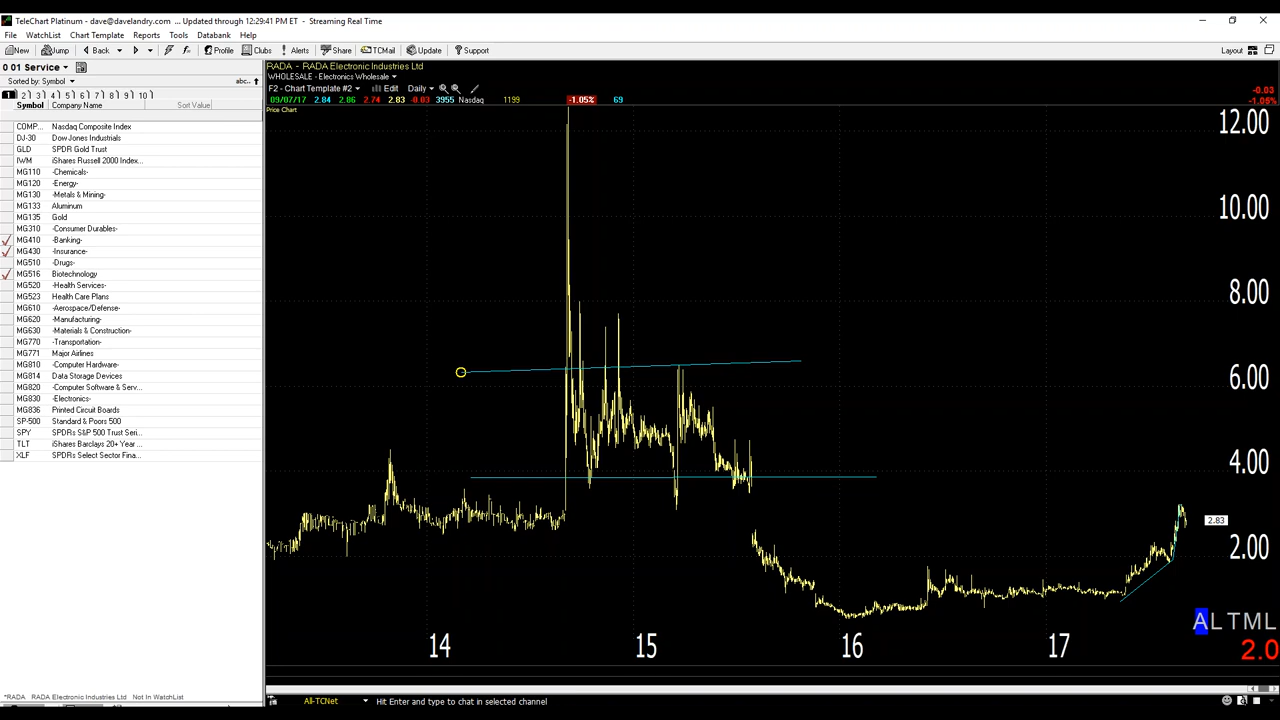 TeleChart Platinum - dave@davelandry.com ... Updated through 12:29:41 PM ET - Streaming Real Time
File WatchList Chart Template Reports Tools Databank Help
New Jump Back Profile Clubs Alerts Share TCMail Update Support Layout
0 01 Service
Sorted by: Symbol abc..
1 2 3 4 5 6 7 8 9 10
Symbol Company Name Sort Value
COMP... Nasdaq Composite Index
DJ-30 Dow Jones Industrials
GLD SPDR Gold Trust
IWM iShares Russell 2000 Index...
MG110 -Chemicals-
MG120 -Energy-
MG130 -Metals & Mining-
MG133 Aluminum
MG135 Gold
MG310 -Consumer Durables-
MG410 -Banking-
MG430 -Insurance-
MG510 -Drugs-
MG516 Biotechnology
MG520 -Health Services-
MG523 Health Care Plans
MG610 -Aerospace/Defense-
MG620 -Manufacturing-
MG630 -Materials & Construction-
MG770 -Transportation-
MG771 Major Airlines
MG810 -Computer Hardware-
MG814 Data Storage Devices
MG820 -Computer Software & Serv...
MG830 -Electronics-
MG836 Printed Circuit Boards
SP-500 Standard & Poors 500
SPY SPDRs S&P 500 Trust Seri...
TLT iShares Barclays 20+ Year ...
XLF SPDRs Select Sector Fina...
*RADA RADA Electronic Industries Ltd Not In WatchList
RADA - RADA Electronic Industries Ltd
WHOLESALE - Electronics Wholesale
F2 - Chart Template #2 Edit Daily
09/07/17 2.84 2.86 2.74 2.83 -0.03 3955 Nasdaq 1199 -1.05% 69
-0.03
-1.05%
Price Chart
12.00
10.00
8.00
6.00
4.00
2.83
2.00
ALTML
14 15 16 17
2.0
All-TCNet Hit Enter and type to chat in selected channel